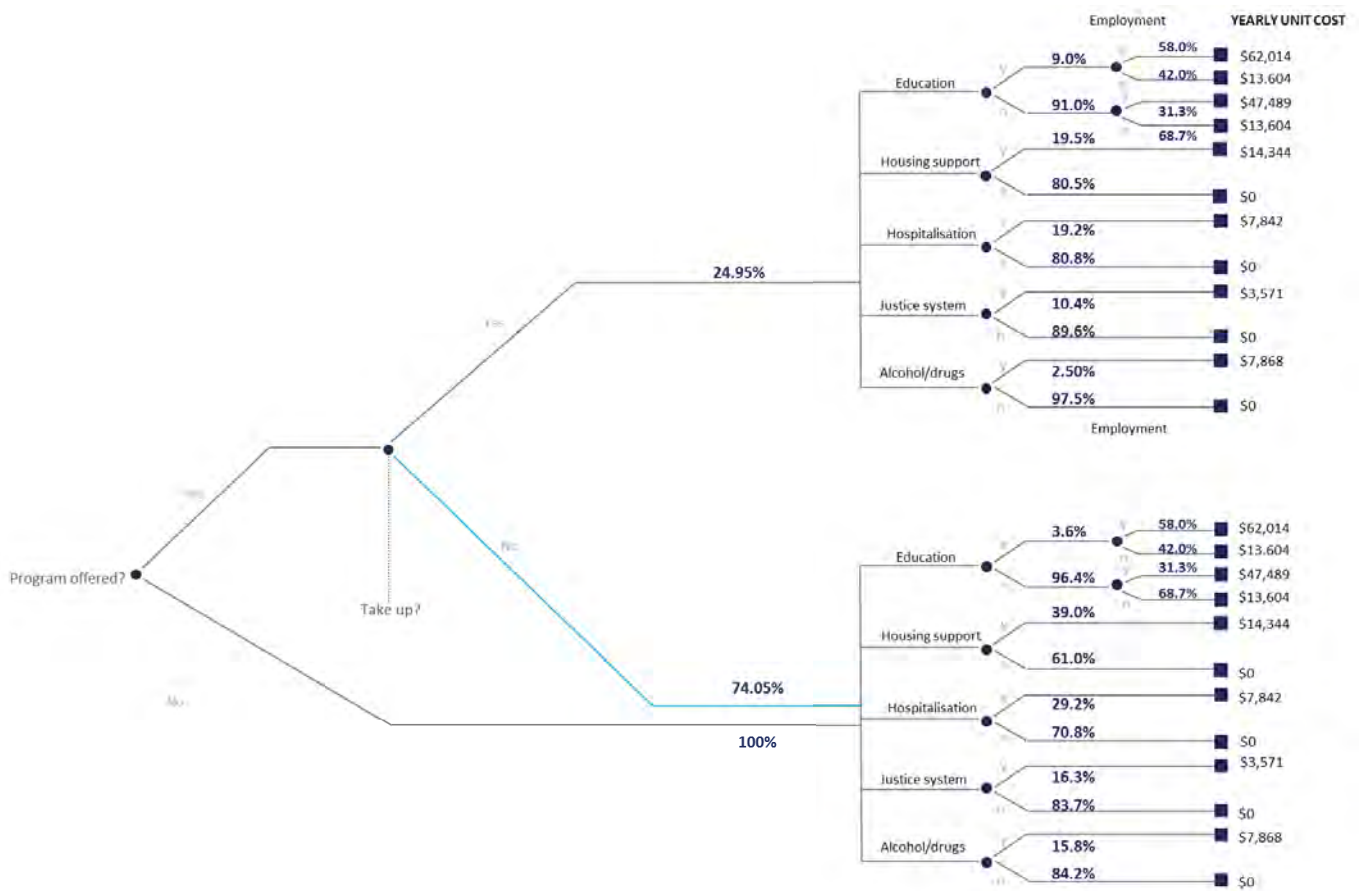 Employment YEARLY UNIT COST
58.0% $62,014
9.0%
42.0% $13.604
Education
$47,489
91.0% 31.3%
$13,604
68.7%
19.5% $14,344
Housing support
80.5%
$0
$7,842
19.2%
Hospitalisation
80.8% $0
24.95%
$3,571
10.4%
Justice system
89.6% $0
$7,868
2.50%
Alcohol/drugs
97.5% $0
Employment
Yes
Yes
No
Program offered?
Take up?
No
3.6% y 58.0% $62,014
42.0% $13.604
Education
31.3% $47,489
96.4%
68.7% $13,604
39.0% $14,344
Housing support
61.0%
$0
74.05%
$7,842
29.2%
Hospitalisation
70.8% $0
100%
$3,571
16.3%
Justice system
83.7% $0
$7,868
15.8%
Alcohol/drugs
84.2% $0